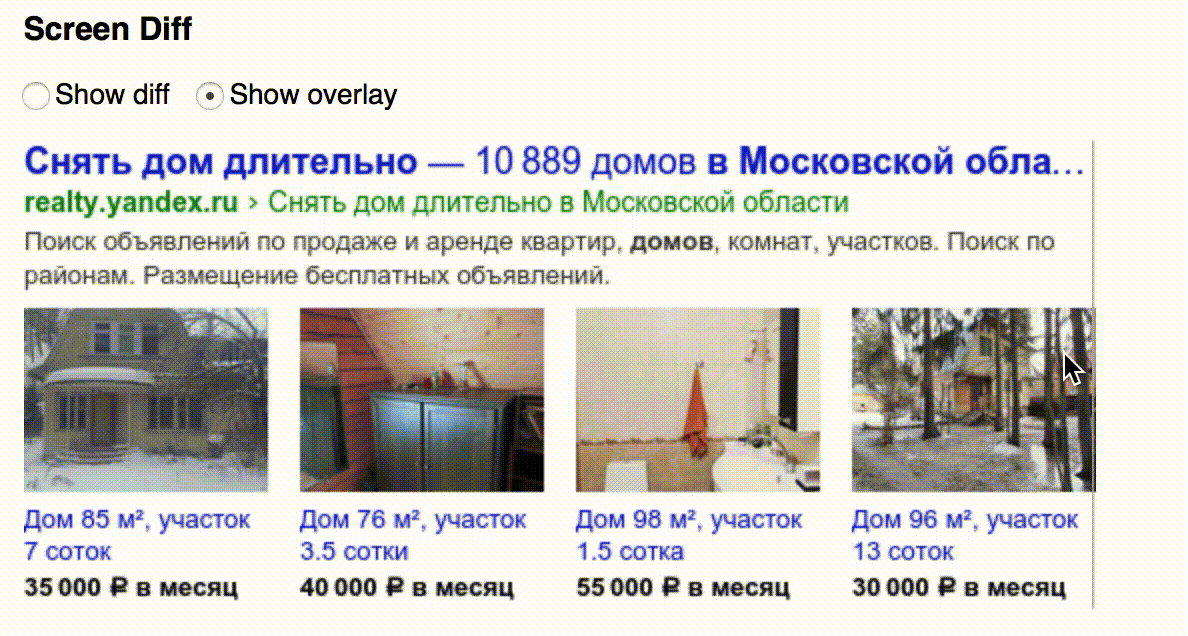 Screen Diff
Show diff Show overlay
Снять дом длительно — 10 889 домов в Московской обла...
realty.yandex.ru › Снять дом длительно в Московской области
Поиск объявлений по продаже и аренде квартир, домов, комнат, участков. Поиск по
районам. Размещение бесплатных объявлений.
Дом 85 м², участок
7 соток
35 000 ₽ в месяц
Дом 76 м², участок
3.5 сотки
40 000 ₽ в месяц
Дом 98 м², участок
1.5 сотка
55 000 ₽ в месяц
Дом 96 м², участок
13 соток
30 000 ₽ в месяц